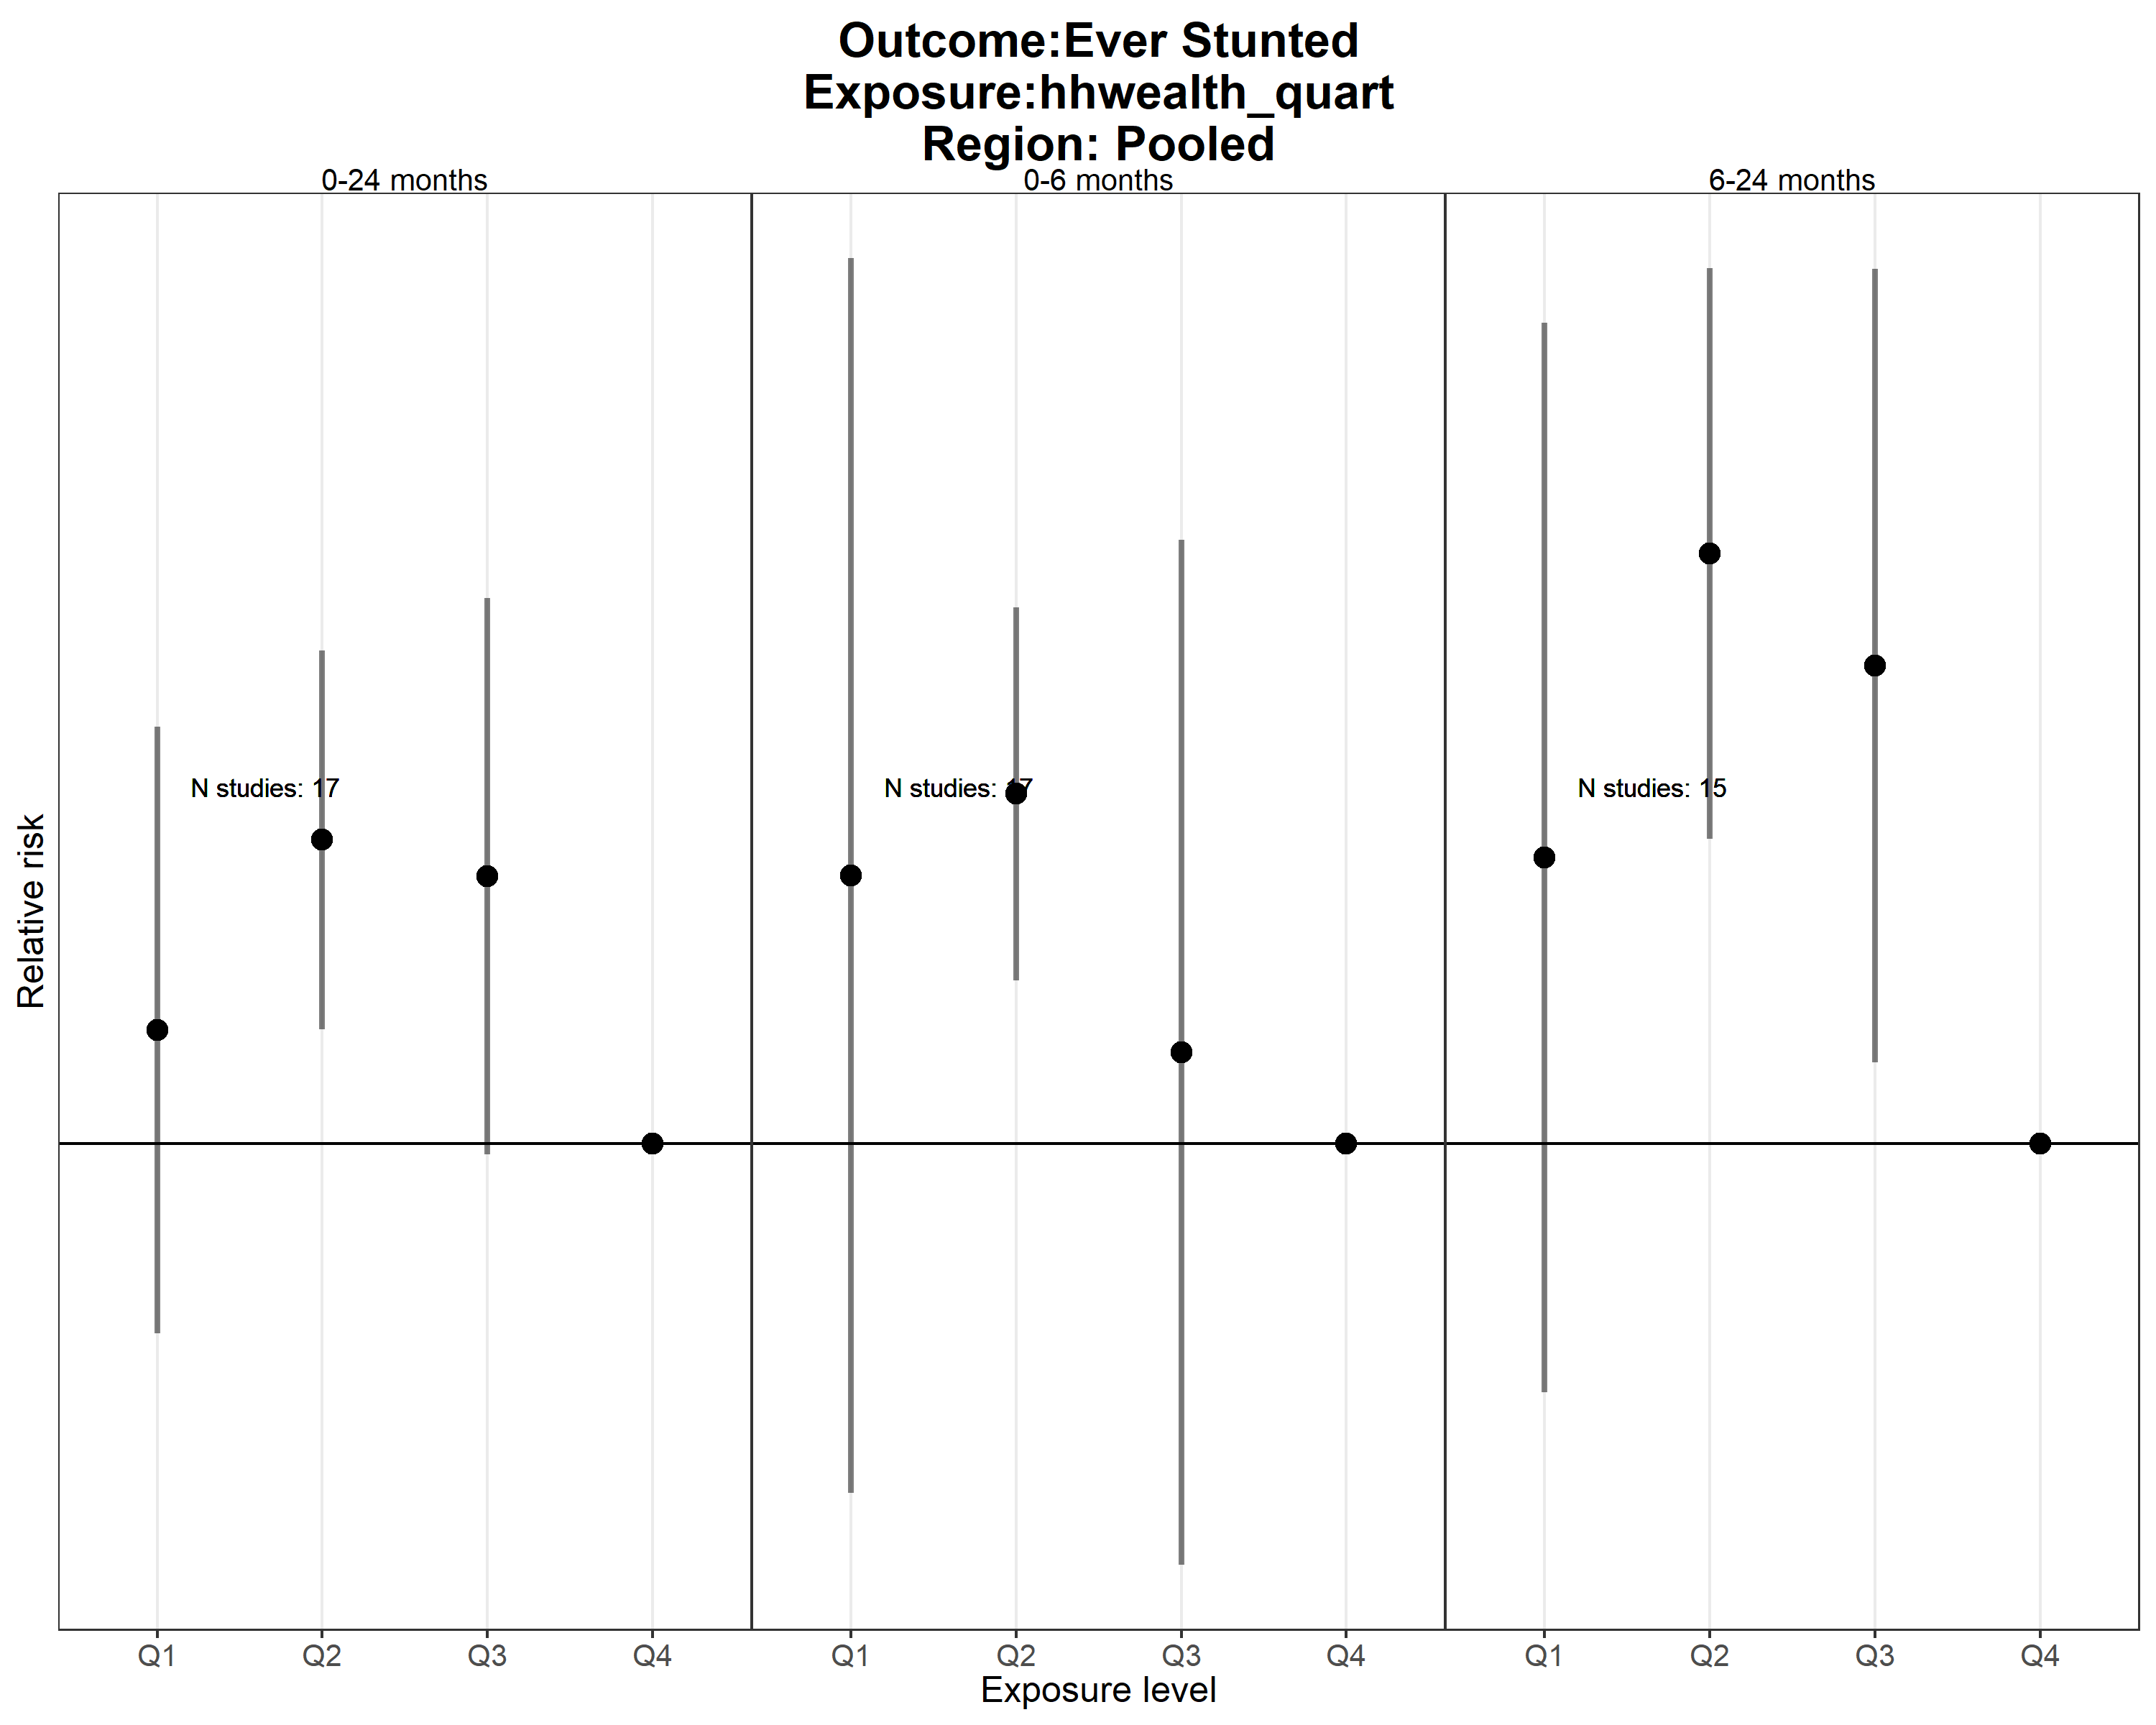 Outcome:Ever Stunted
Exposure:hhwealth_quart
Region: Pooled
0-24 months
0-6 months
6-24 months
N studies: 17
N studies: 17
N studies: 15
Relative risk
Q1 Q2 Q3 Q4 Q1 Q2 Q3 Q4 Q1 Q2 Q3 Q4
Exposure level